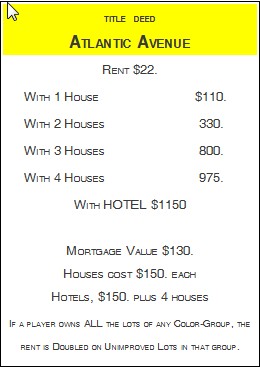 TITLE DEED
ATLANTIC AVENUE
RENT $22.
WITH 1 HOUSE $110.
WITH 2 HOUSES 330.
WITH 3 HOUSES 800.
WITH 4 HOUSES 975.
WITH HOTEL $1150
MORTGAGE VALUE $130.
HOUSES COST $150. EACH
HOTELS, $150. PLUS 4 HOUSES
IF A PLAYER OWNS ALL THE LOTS OF ANY COLOR-GROUP, THE
RENT IS DOUBLED ON UNIMPROVED LOTS IN THAT GROUP.